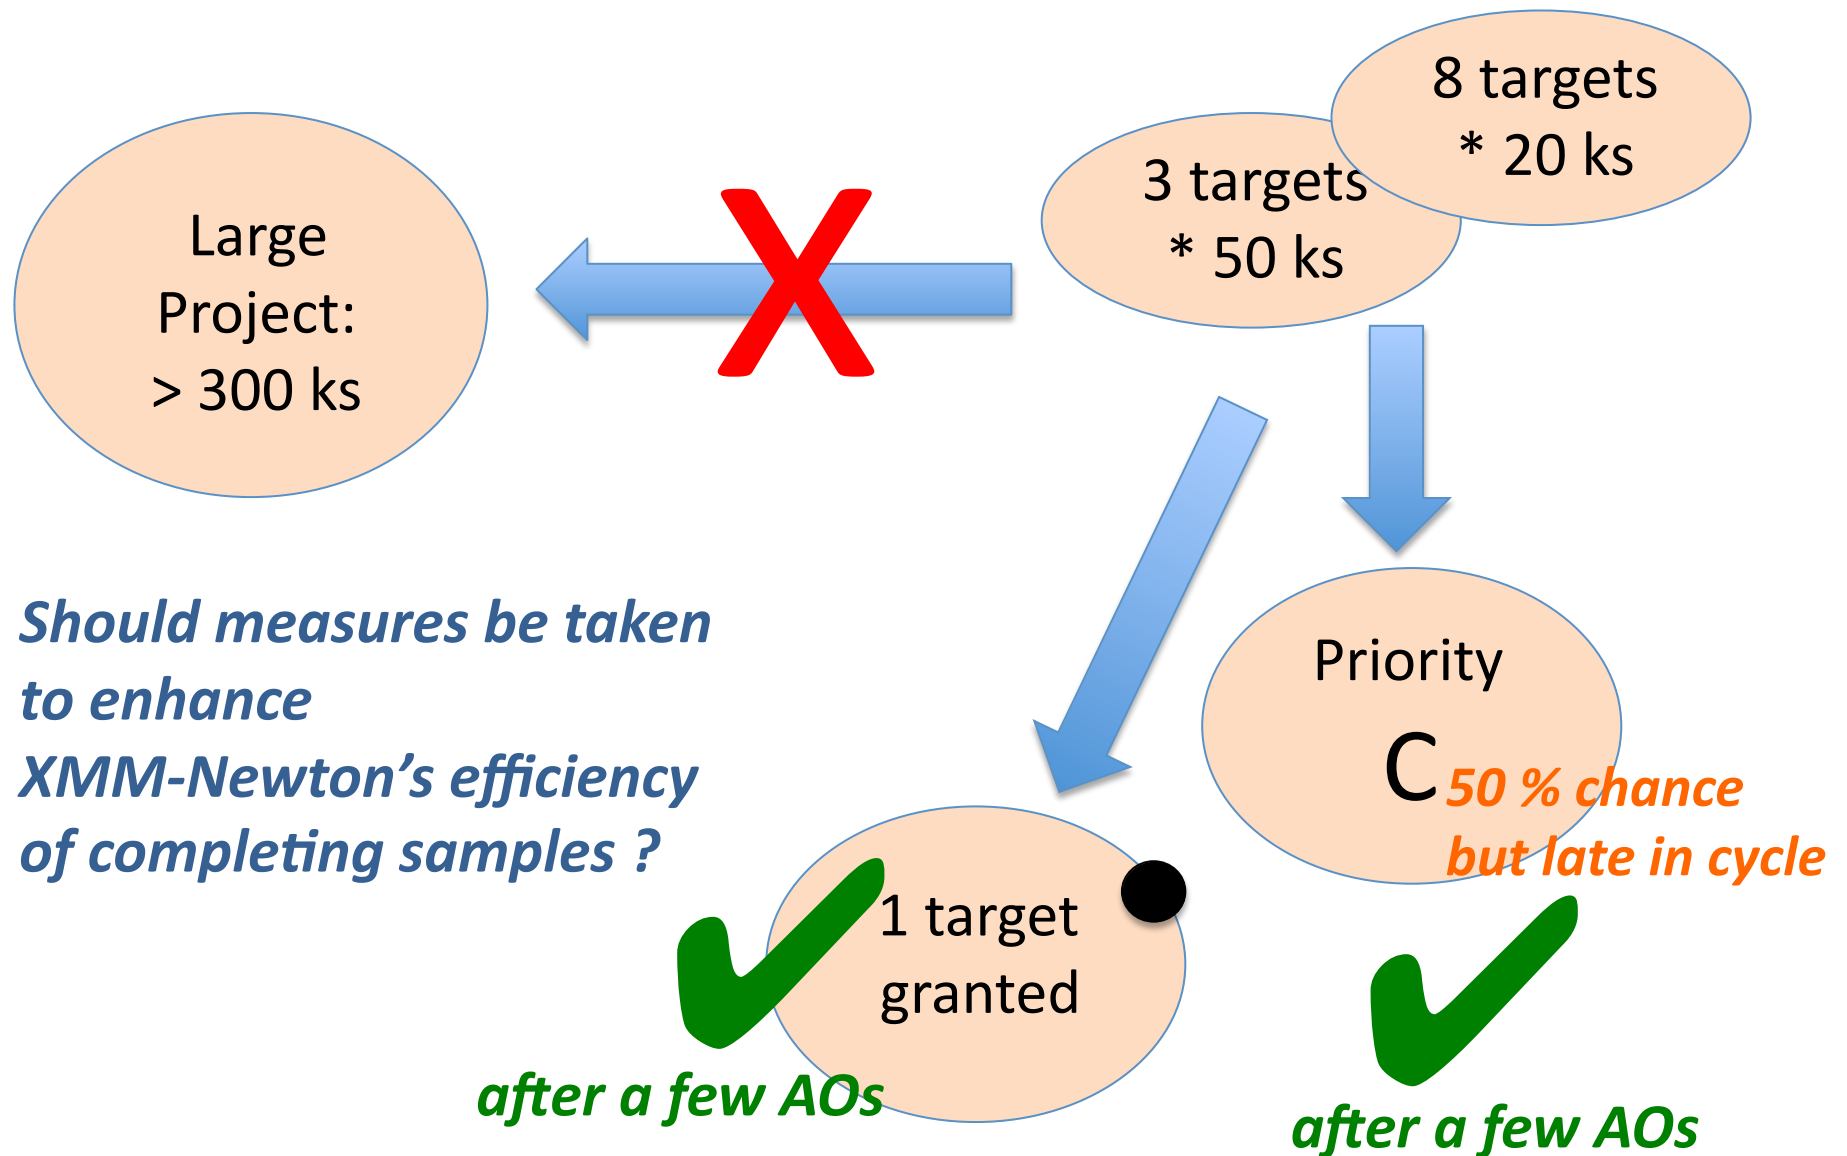 8 targets
* 20 ks
3 targets
* 50 ks
Large
Project:
> 300 ks
X
Should measures be taken
to enhance
XMM-Newton’s efficiency
of completing samples ?
Priority
C
50 % chance
but late in cycle
1 target
granted
after a few AOs
after a few AOs